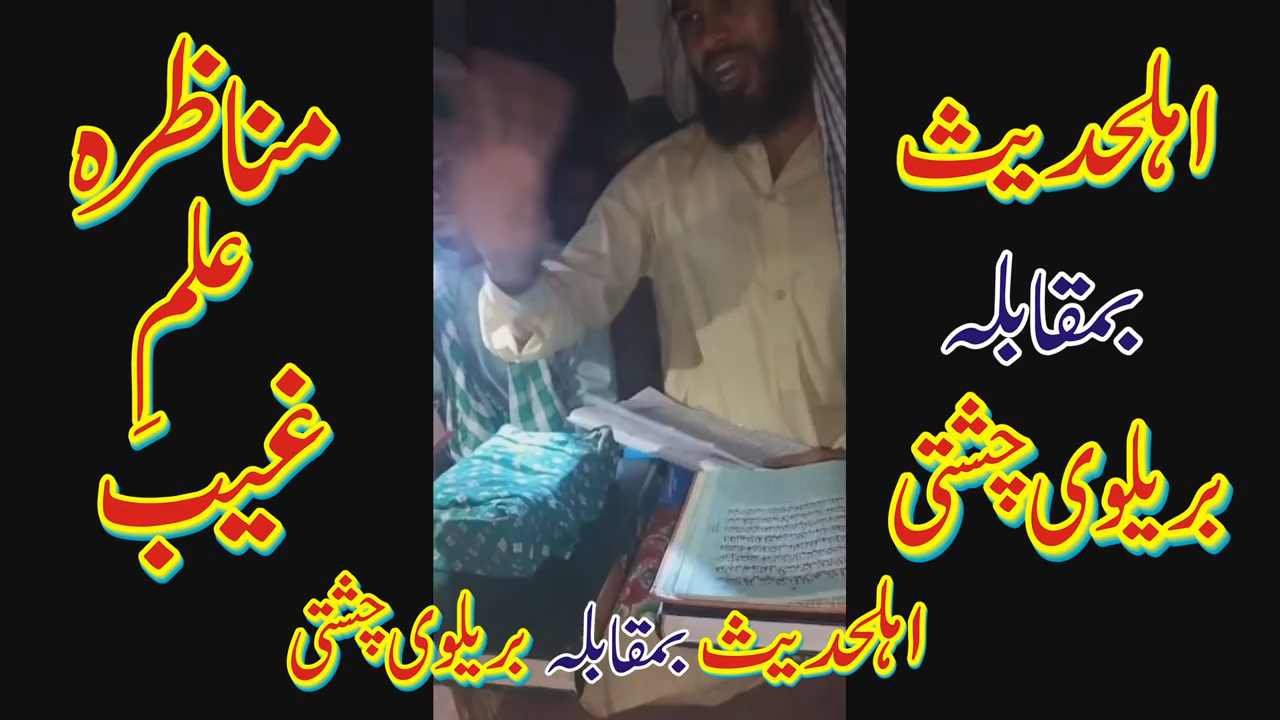 اہلحدیث
بمقابلہ
بریلوی چشتی
مناظرہِ
علمِ
غیب
اہلحدیث بمقابلہ بریلوی چشتی